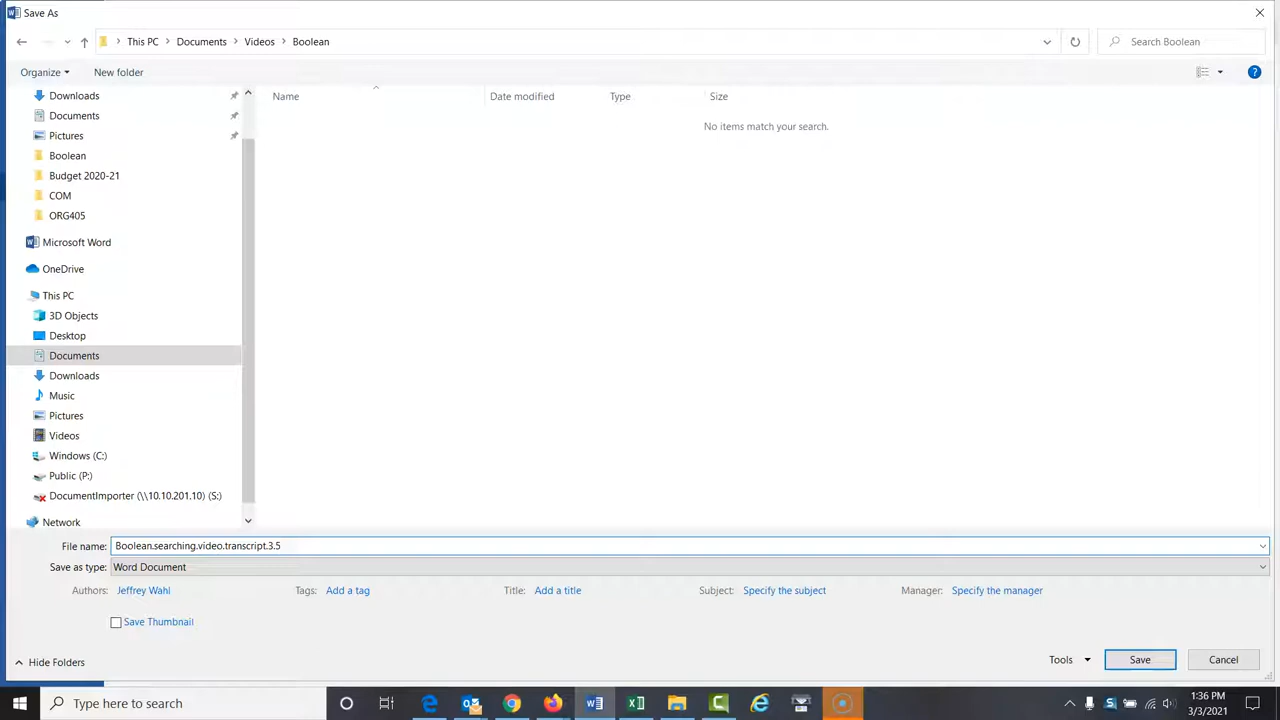 Save As
This PC Documents Videos Boolean Search Boolean
Organize New folder
Name Date modified Type Size
No items match your search.
Downloads
Documents
Pictures
Boolean
Budget 2020-21
COM
ORG405
Microsoft Word
OneDrive
This PC
3D Objects
Desktop
Documents
Downloads
Music
Pictures
Videos
Windows (C:)
Public (P:)
DocumentImporter (\\10.10.201.10) (S:)
Network
File name: Boolean.searching.video.transcript.3.5
Save as type: Word Document
Authors: Jeffrey Wahl Tags: Add a tag Title: Add a title Subject: Specify the subject Manager: Specify the manager
Save Thumbnail
Hide Folders Tools Save Cancel
Type here to search
1:36 PM
3/3/2021